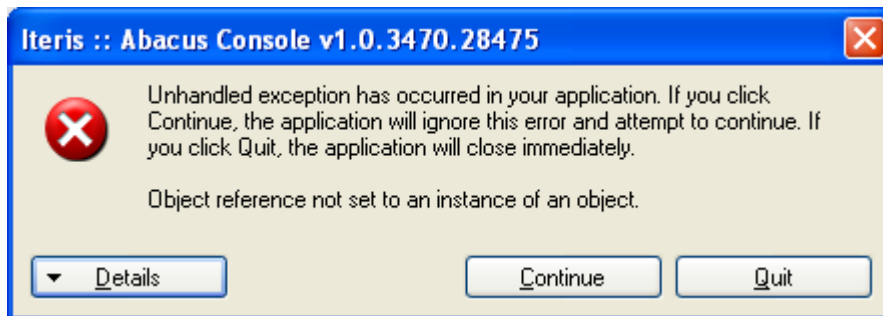 Iteris :: Abacus Console v1.0.3470.28475
Unhandled exception has occurred in your application. If you click
Continue, the application will ignore this error and attempt to continue. If
you click Quit, the application will close immediately.
Object reference not set to an instance of an object.
Details
Continue
Quit